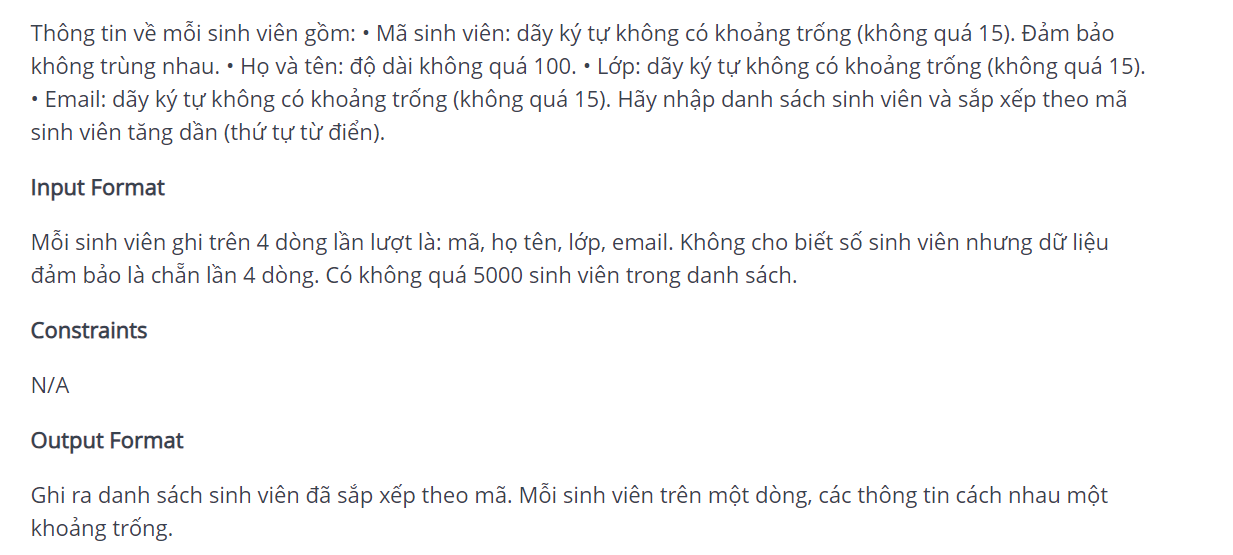 Thông tin về mỗi sinh viên gồm: • Mã sinh viên: dãy ký tự không có khoảng trống (không quá 15). Đảm bảo
không trùng nhau. • Họ và tên: độ dài không quá 100. • Lớp: dãy ký tự không có khoảng trống (không quá 15).
• Email: dãy ký tự không có khoảng trống (không quá 15). Hãy nhập danh sách sinh viên và sắp xếp theo mã
sinh viên tăng dần (thứ tự từ điển).
Input Format
Mỗi sinh viên ghi trên 4 dòng lần lượt là: mã, họ tên, lớp, email. Không cho biết số sinh viên nhưng dữ liệu
đảm bảo là chẵn lần 4 dòng. Có không quá 5000 sinh viên trong danh sách.
Constraints
N/A
Output Format
Ghi ra danh sách sinh viên đã sắp xếp theo mã. Mỗi sinh viên trên một dòng, các thông tin cách nhau một
khoảng trống.